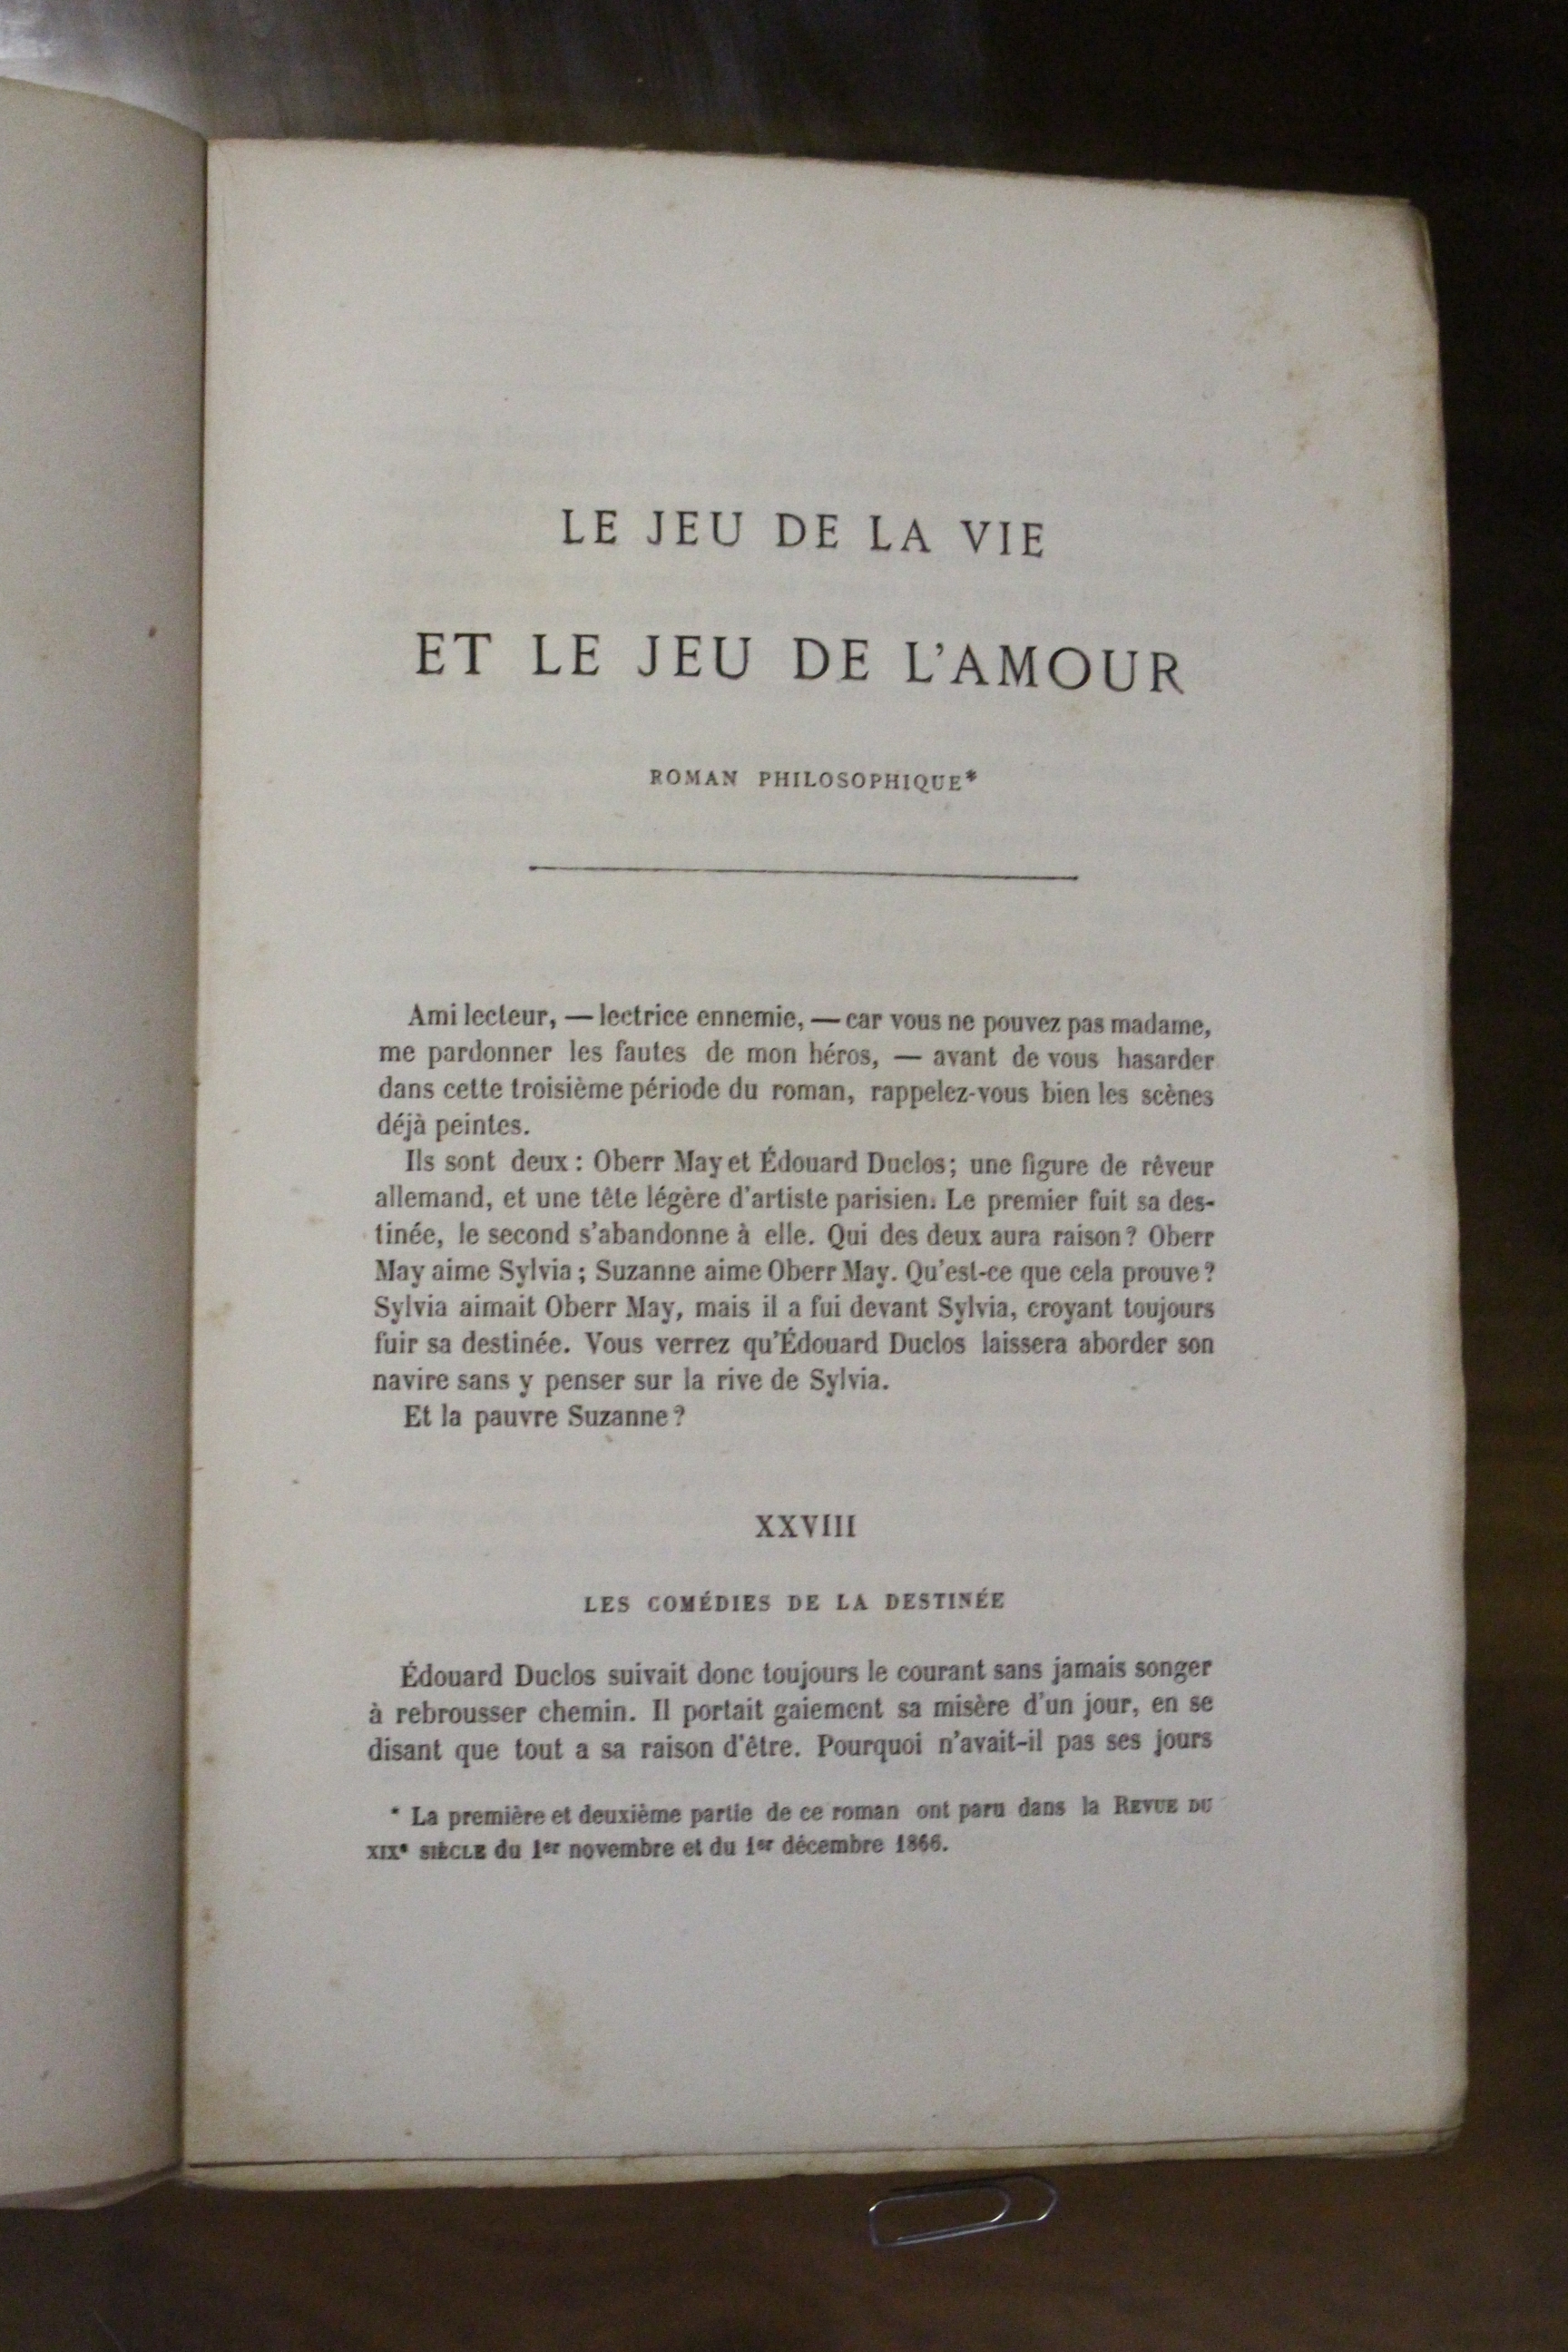 LE JEU DE LA VIE
ET LE JEU DE L'AMOUR
ROMAN PHILOSOPHIQUE*
Ami lecteur, — lectrice ennemie, — car vous ne pouvez pas madame,
me pardonner les fautes de mon héros, — avant de vous hasarder
dans cette troisième période du roman, rappelez-vous bien les scènes
déjà peintes.
Ils sont deux : Oberr May et Édouard Duclos; une figure de rêveur
allemand, et une tête légère d'artiste parisien. Le premier fuit sa des-
tinée, le second s'abandonne à elle. Qui des deux aura raison? Oberr
May aime Sylvia ; Suzanne aime Oberr May. Qu'est-ce que cela prouve ?
Sylvia aimait Oberr May, mais il a fui devant Sylvia, croyant toujours
fuir sa destinée. Vous verrez qu'Édouard Duclos laissera aborder son
navire sans y penser sur la rive de Sylvia.
Et la pauvre Suzanne ?
XXVIII
LES COMÉDIES DE LA DESTINÉE
Édouard Duclos suivait donc toujours le courant sans jamais songer
à rebrousser chemin. Il portait gaiement sa misère d'un jour, en se
disant que tout a sa raison d'être. Pourquoi n'avait-il pas ses jours
* La première et deuxième partie de ce roman ont paru dans la REVUE DU
XIXe SIÈCLE du 1er novembre et du 1er décembre 1866.